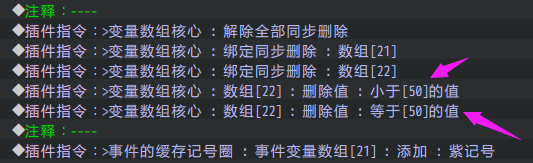 ◆注释：----
◆插件指令：>变量数组核心 : 解除全部同步删除
◆插件指令：>变量数组核心 : 绑定同步删除 : 数组[21]
◆插件指令：>变量数组核心 : 绑定同步删除 : 数组[22]
◆插件指令：>变量数组核心 : 数组[22] : 删除值 : 小于[50]的值
◆插件指令：>变量数组核心 : 数组[22] : 删除值 : 等于[50]的值
◆注释：----
◆插件指令：>事件的缓存记号圈 : 事件变量数组[21] : 添加 : 紫记号